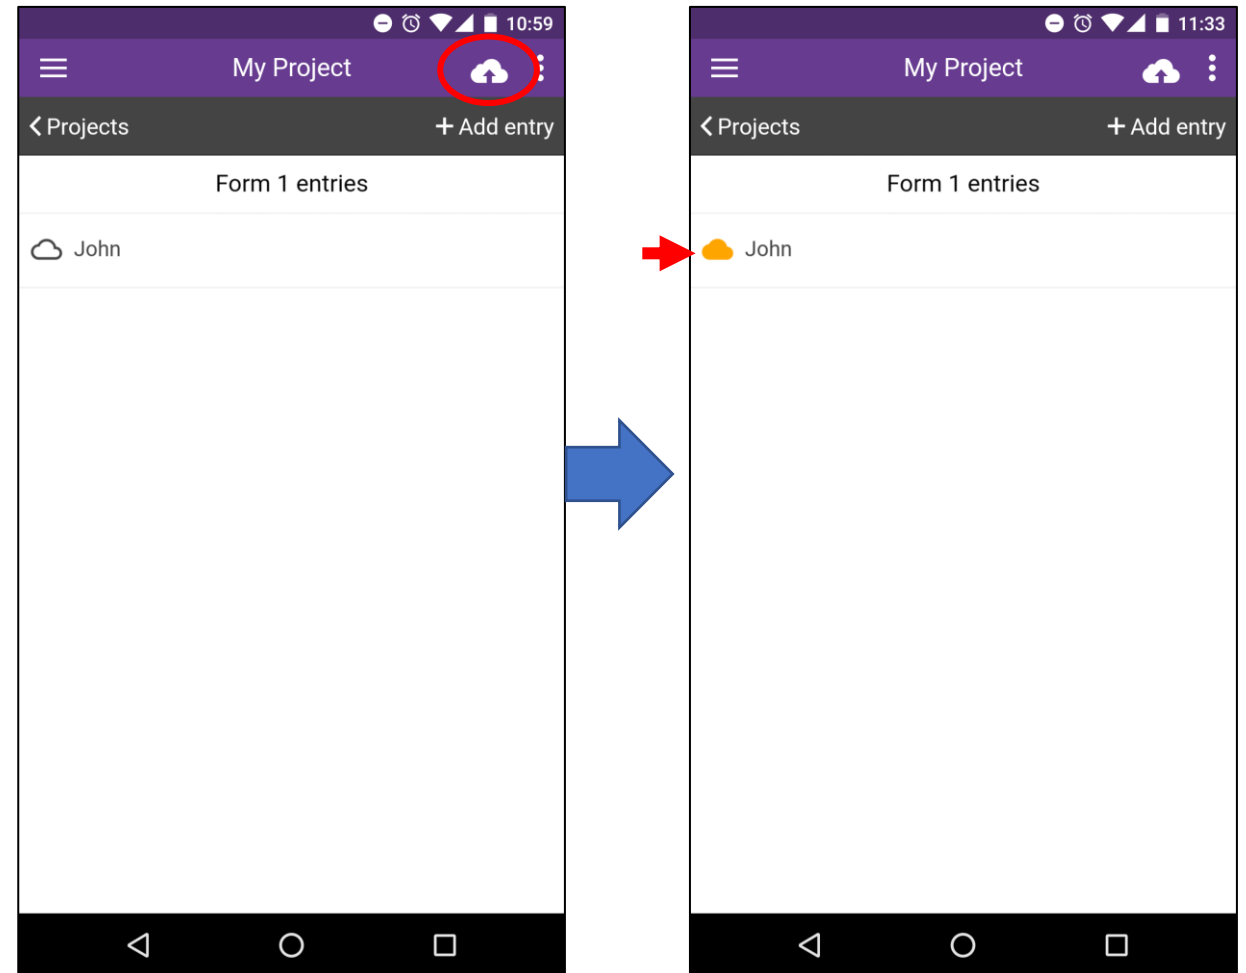 10:59
My Project
Projects
+ Add entry
Form 1 entries
John
11:33
My Project
Projects
+ Add entry
Form 1 entries
John